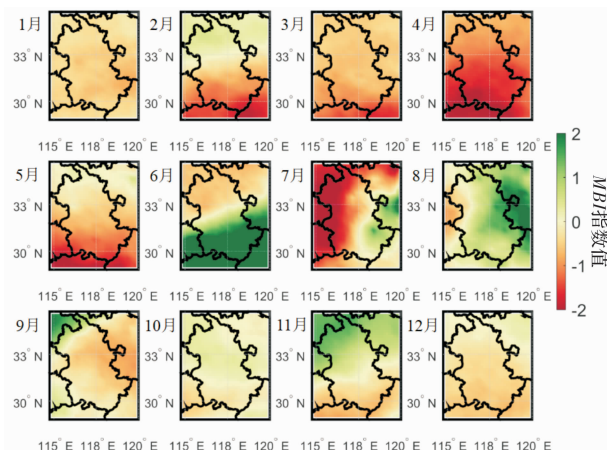 1月 2月 3月 4月
33° N 33° N 33° N 33° N
30° N 30° N 30° N 30° N
115° E 118° E 120° E 115° E 118° E 120° E 115° E 118° E 120° E 115° E 118° E 120° E
5月 6月 7月 8月
33° N 33° N 33° N 33° N
30° N 30° N 30° N 30° N
115° E 118° E 120° E 115° E 118° E 120° E 115° E 118° E 120° E 115° E 118° E 120° E
9月 10月 11月 12月
33° N 33° N 33° N 33° N
30° N 30° N 30° N 30° N
115° E 118° E 120° E 115° E 118° E 120° E 115° E 118° E 120° E 115° E 118° E 120° E
2
1
0
-1
-2
MBI指数值